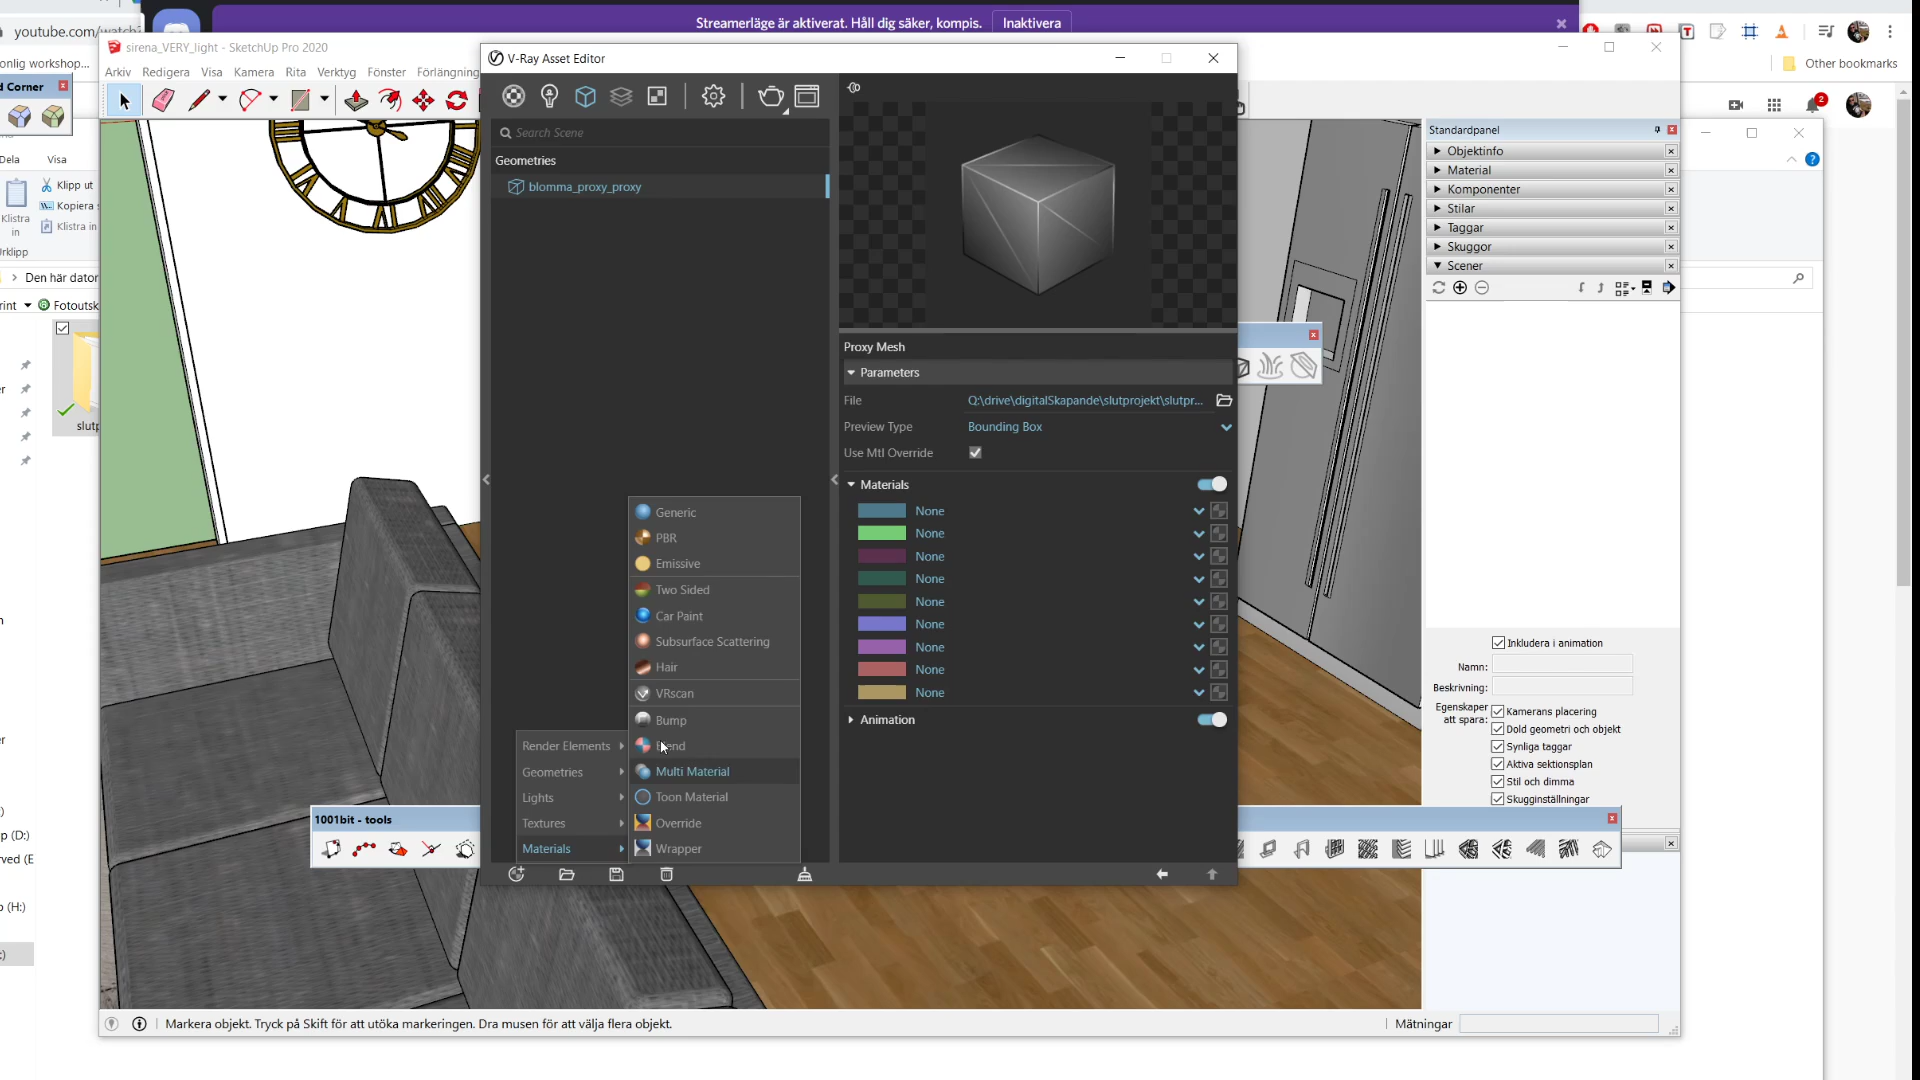 Streamerläge är aktiverat. Håll dig säker, kompis.
Inaktivera
youtube.com/watch
sirena_VERY_light - SketchUp Pro 2020
V-Ray Asset Editor
onlig workshop...
Other bookmarks
Arkiv Redigera Visa Kamera Rita Verktyg Fönster Förlängning
d Corner
2
Search Scene
Standardpanel
Objektinfo
Material
Komponenter
Stilar
Taggar
Skuggor
Scener
Dela Visa
Klipp ut
Kopiera s
Klistra in
Klistra
in
rklipp
Den här dator
rint
Fotoutsk
slutp
Geometries
blomma_proxy_proxy
Proxy Mesh
Parameters
File Q:\drive\digitalSkapande\slutprojekt\slutpr...
Preview Type Bounding Box
Use Mtl Override
Materials
None
None
None
None
None
None
None
None
None
Animation
Generic
PBR
Emissive
Two Sided
Car Paint
Subsurface Scattering
Hair
VRscan
Bump
Multi Material
Toon Material
Override
Wrapper
Render Elements
Geometries
Lights
Textures
Materials
1001bit - tools
Inkludera i animation
Namn:
Beskrivning:
Egenskaper
att spara:
Kamerans placering
Dold geometri och objekt
Synliga taggar
Aktiva sektionsplan
Stil och dimma
Skugginställningar
p (D:)
rved (E
p (H:)
Markera objekt. Tryck på Skift för att utöka markeringen. Dra musen för att välja flera objekt.
Mätningar